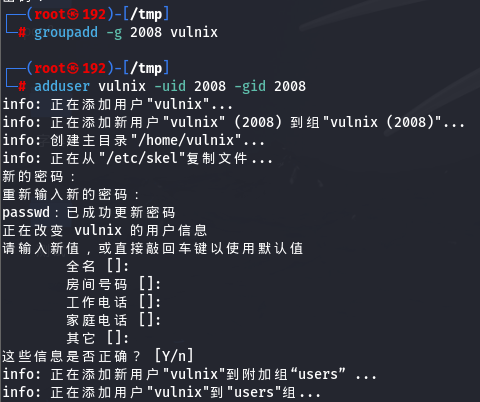 ┌──(root㉿192)-[/tmp]
└─# groupadd -g 2008 vulnix
┌──(root㉿192)-[/tmp]
└─# adduser vulnix -uid 2008 -gid 2008
info: 正在添加用户"vulnix"...
info: 正在添加新用户"vulnix" (2008) 到组"vulnix (2008)"...
info: 创建主目录"/home/vulnix"...
info: 正在从"/etc/skel"复制文件...
新的密码：
重新输入新的密码：
passwd：已成功更新密码
正在改变 vulnix 的用户信息
请输入新值，或直接敲回车键以使用默认值
全名 []:
房间号码 []:
工作电话 []:
家庭电话 []:
其它 []:
这些信息是否正确？ [Y/n]
info: 正在添加新用户"vulnix"到附加组“users” ...
info: 正在添加用户"vulnix"到"users"组...